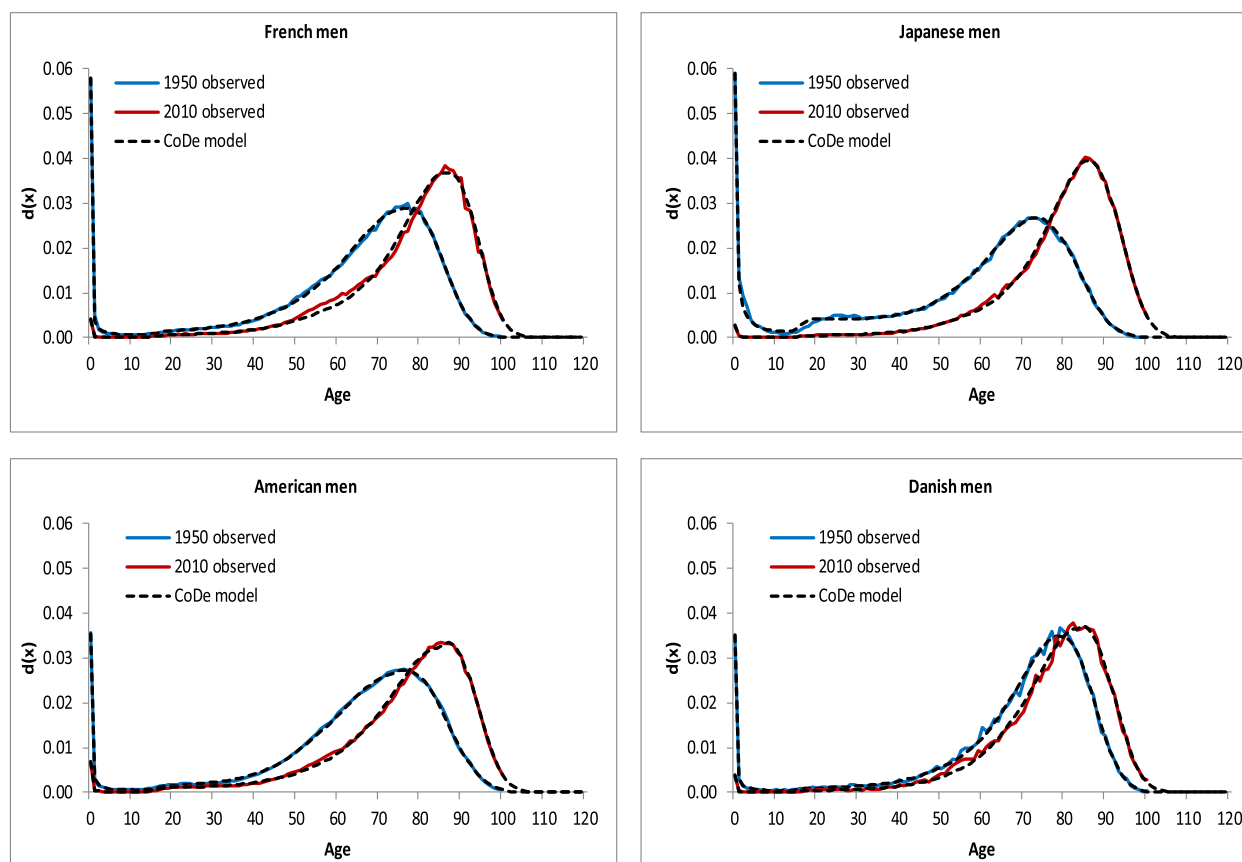 French men
0.06
0.05
0.04
0.03
0.02
0.01
0.00
d(x)
1950 observed
2010 observed
CoDe model
0 10 20 30 40 50 60 70 80 90 100 110 120
Age
Japanese men
0.06
0.05
0.04
0.03
0.02
0.01
0.00
d(x)
1950 observed
2010 observed
CoDe model
0 10 20 30 40 50 60 70 80 90 100 110 120
Age
American men
0.06
0.05
0.04
0.03
0.02
0.01
0.00
d(x)
1950 observed
2010 observed
CoDe model
0 10 20 30 40 50 60 70 80 90 100 110 120
Age
Danish men
0.06
0.05
0.04
0.03
0.02
0.01
0.00
d(x)
1950 observed
2010 observed
CoDe model
0 10 20 30 40 50 60 70 80 90 100 110 120
Age